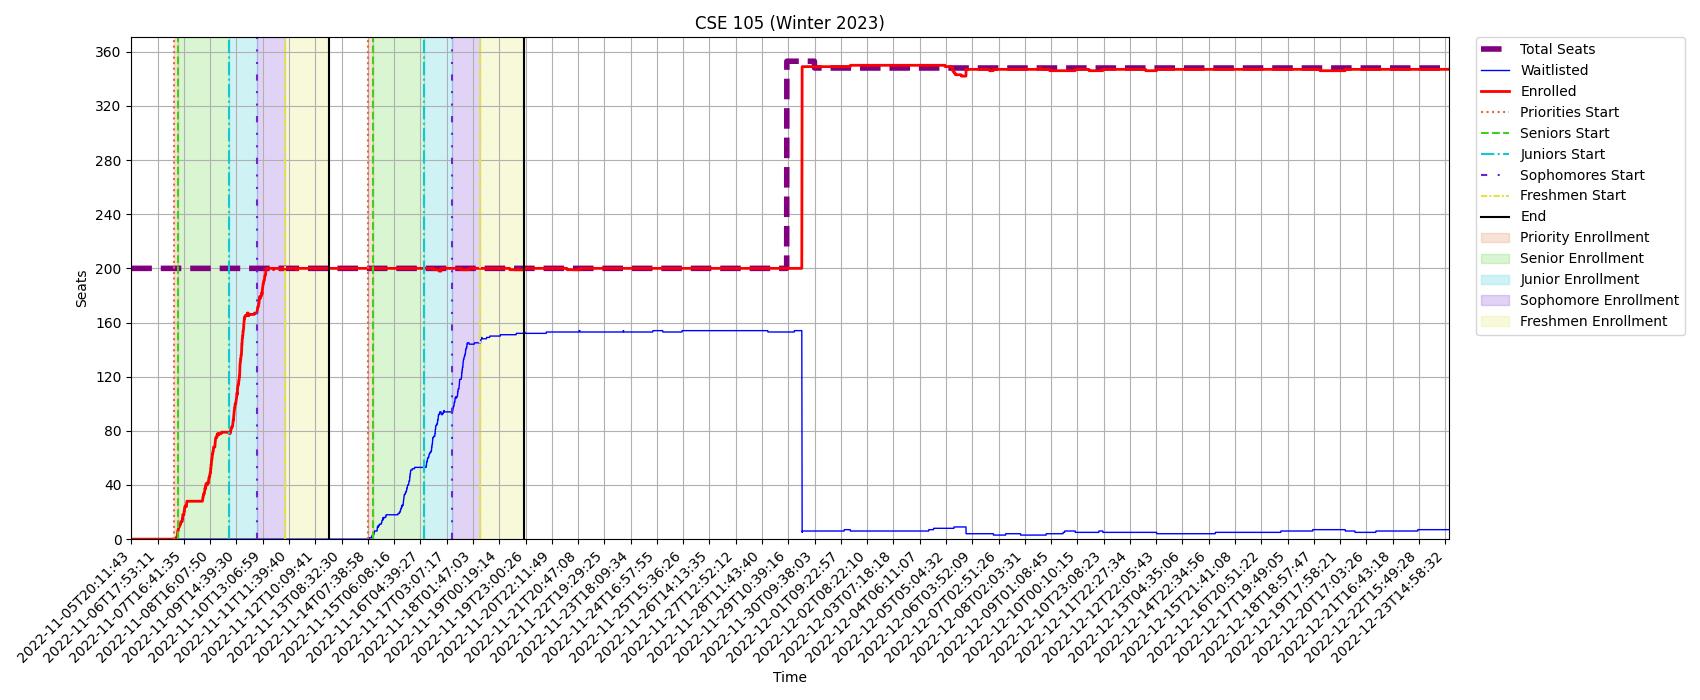 CSE 105 (Winter 2023)
Seats
360
320
280
240
200
160
120
80
40
0
2022-11-05T20:11:43
2022-11-06T17:53:11
2022-11-07T16:41:35
2022-11-08T16:07:50
2022-11-09T14:39:30
2022-11-10T13:06:59
2022-11-11T11:39:40
2022-11-12T10:09:41
2022-11-13T08:32:30
2022-11-14T07:38:58
2022-11-15T06:08:16
2022-11-16T04:39:27
2022-11-17T03:07:17
2022-11-18T01:47:03
2022-11-19T00:19:14
2022-11-19T23:00:26
2022-11-20T22:11:49
2022-11-21T20:47:08
2022-11-22T19:29:25
2022-11-23T18:09:34
2022-11-24T16:57:55
2022-11-25T15:36:26
2022-11-26T14:13:35
2022-11-27T12:52:12
2022-11-28T11:43:40
2022-11-29T10:39:16
2022-11-30T09:38:03
2022-12-01T09:22:57
2022-12-02T08:22:10
2022-12-03T07:18:18
2022-12-04T06:11:07
2022-12-05T05:04:32
2022-12-06T03:52:09
2022-12-07T02:51:26
2022-12-08T02:03:31
2022-12-09T01:08:45
2022-12-10T00:10:15
2022-12-10T23:08:23
2022-12-11T22:27:34
2022-12-12T22:05:43
2022-12-13T04:35:06
2022-12-14T22:34:56
2022-12-15T21:41:08
2022-12-16T20:51:22
2022-12-17T19:49:05
2022-12-18T18:57:47
2022-12-19T17:58:21
2022-12-20T17:03:26
2022-12-21T16:43:18
2022-12-22T15:49:28
2022-12-23T14:58:32
Time
Total Seats
Waitlisted
Enrolled
Priorities Start
Seniors Start
Juniors Start
Sophomores Start
Freshmen Start
End
Priority Enrollment
Senior Enrollment
Junior Enrollment
Sophomore Enrollment
Freshmen Enrollment